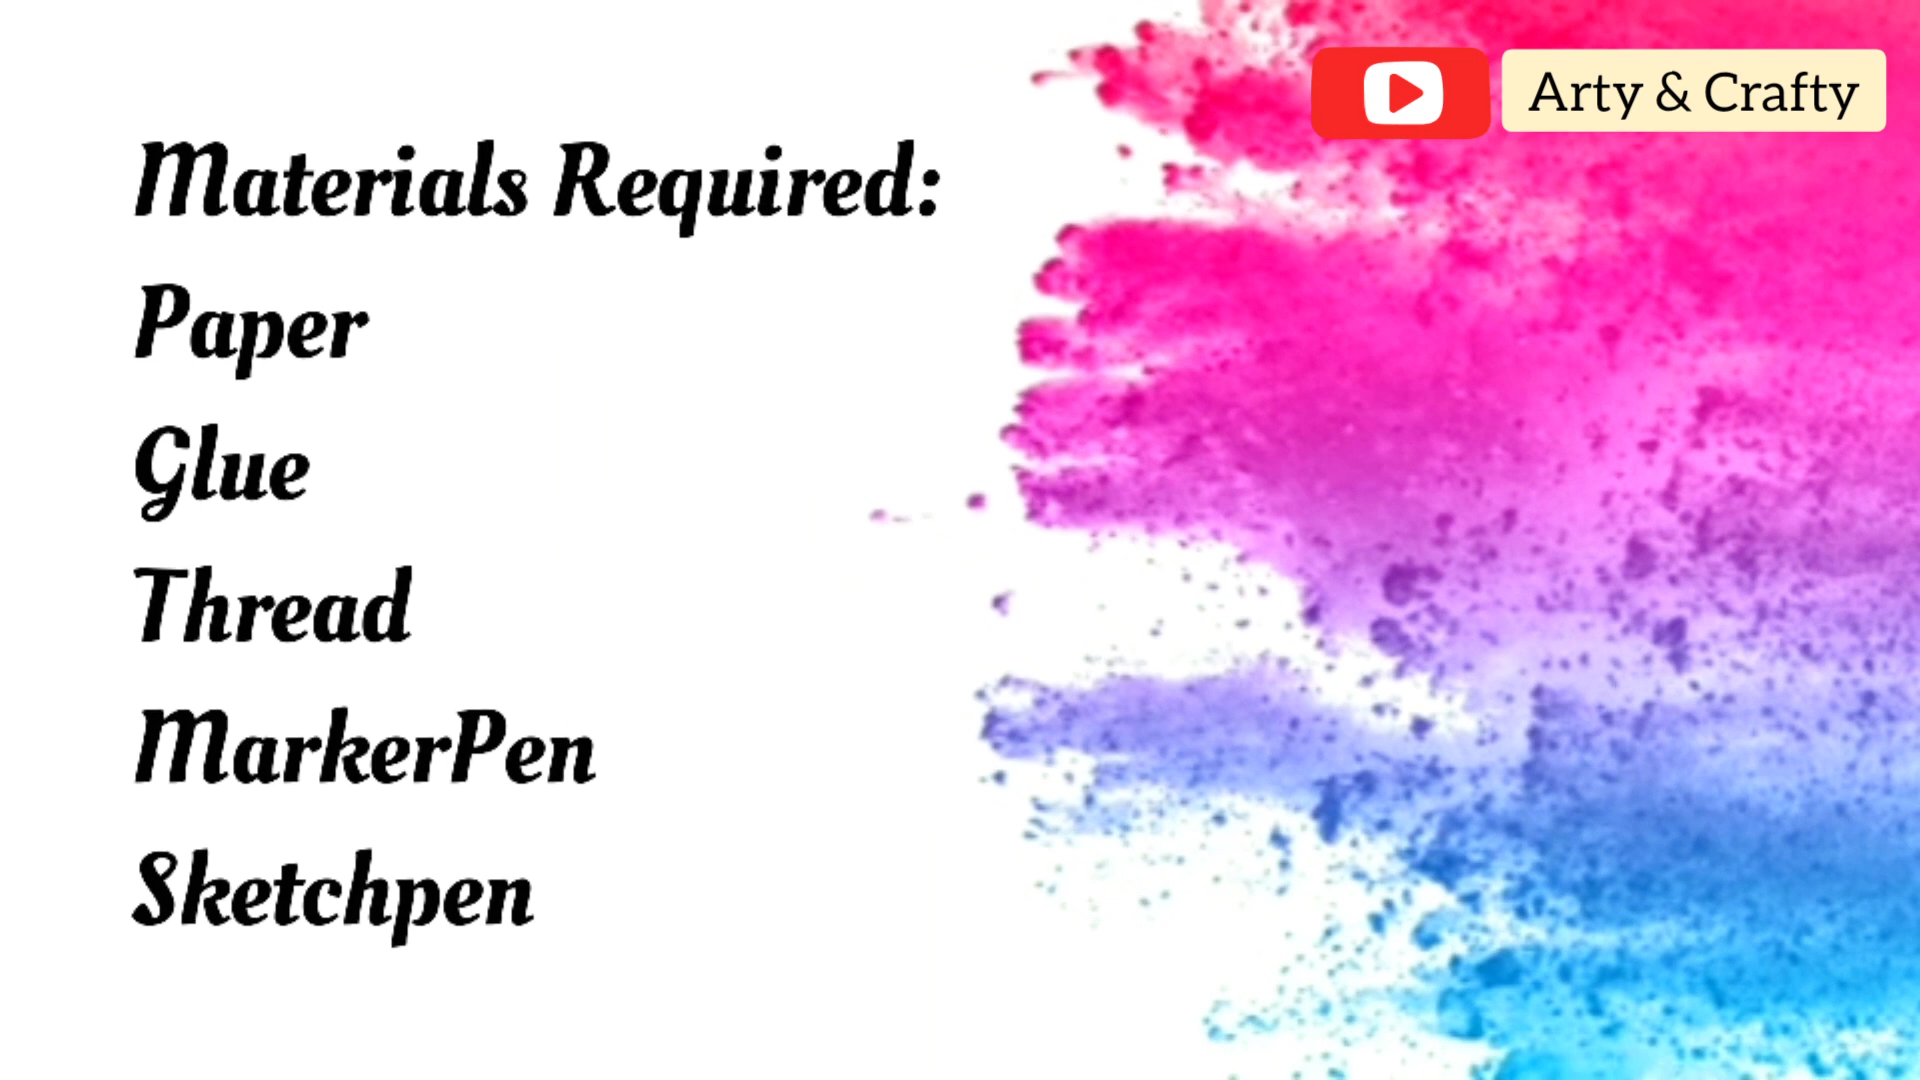 Arty & Crafty
Materials Required:
Paper
Glue
Thread
MarkerPen
Sketchpen